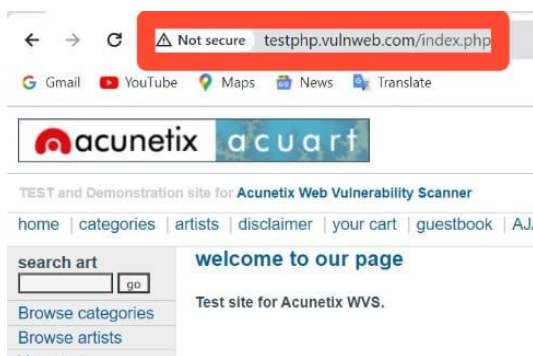 Not secure testphp.vulnweb.com/index.php
Gmail YouTube Maps News Translate
acunetix acuart
TEST and Demonstration site for Acunetix Web Vulnerability Scanner
home | categories | artists | disclaimer | your cart | guestbook | AJ
search art
go
welcome to our page
Test site for Acunetix WVS.
Browse categories
Browse artists